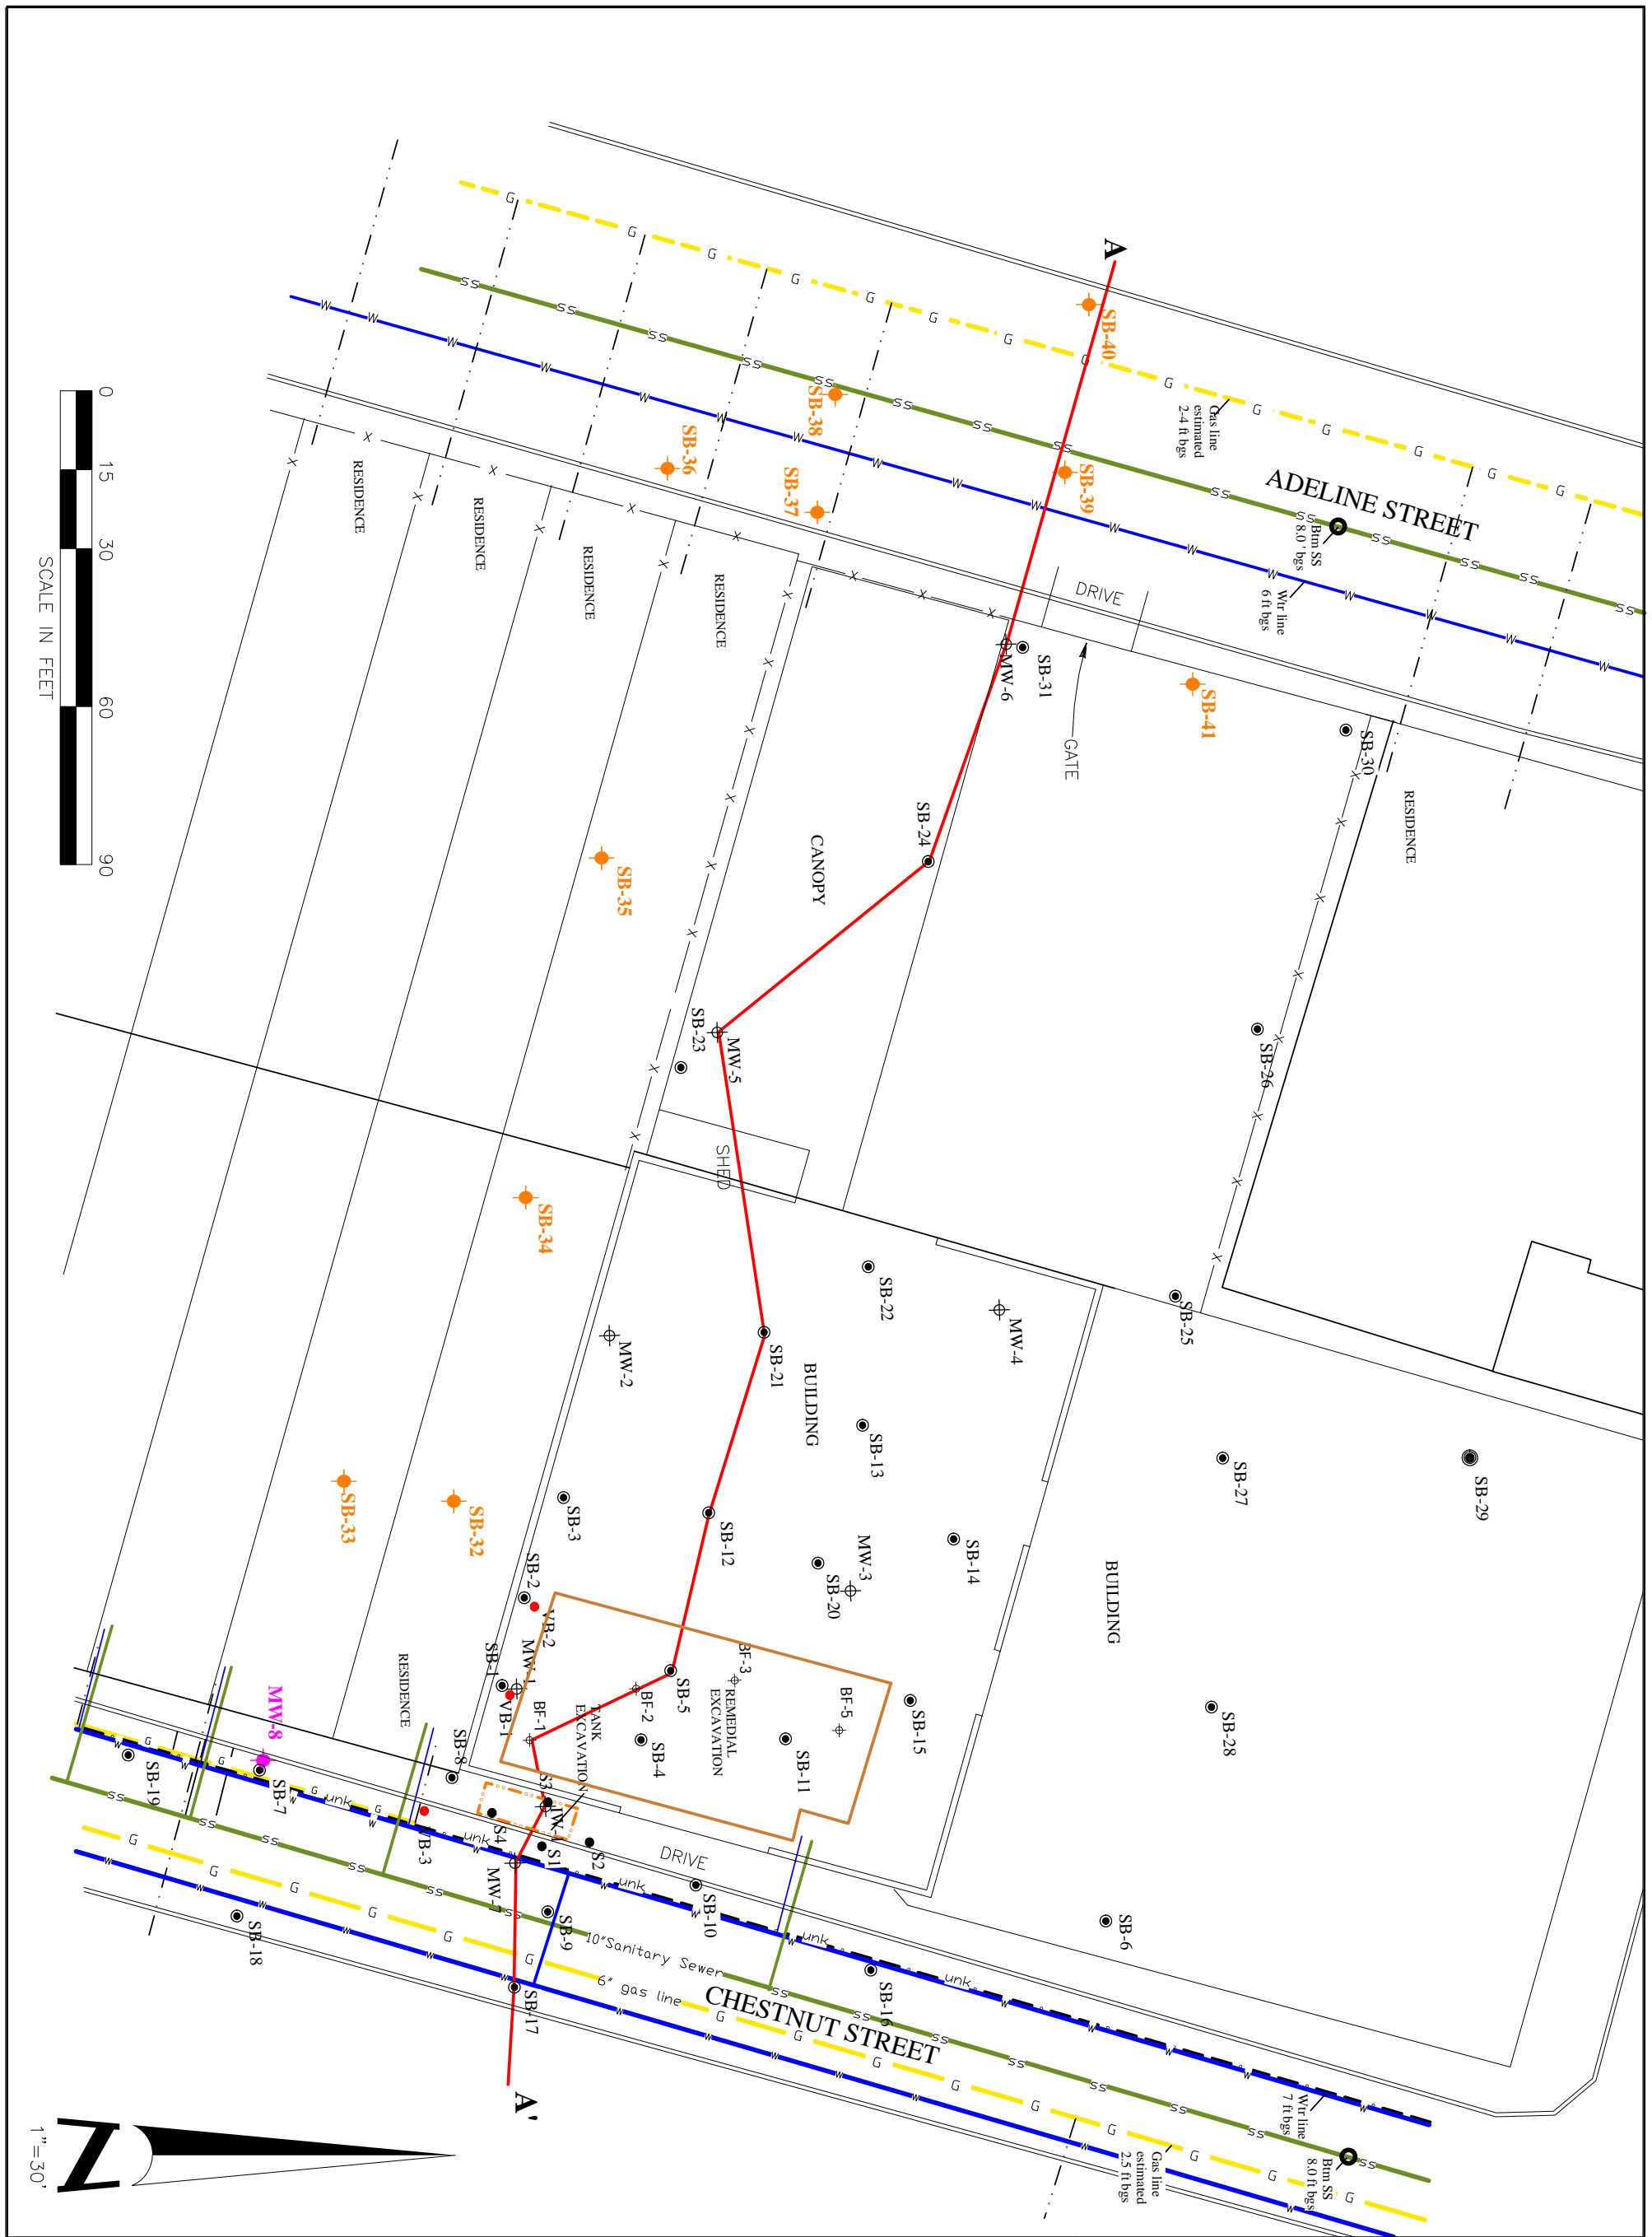 A
SB-40
SB-38
SB-36
SB-37
SB-39
Gas line
estimated
2-4 ft bgs
ADELINE STREET
Btm SS
8.0 ' bgs
Wtr line
6 ft bgs
DRIVE
RESIDENCE
RESIDENCE
RESIDENCE
RESIDENCE
MW-6
SB-31
GATE
SB-41
SB-30
RESIDENCE
0
15
30
60
90
SCALE IN FEET
SB-24
CANOPY
SB-35
SB-23
MW-5
SB-26
SHED
SB-34
SB-22
MW-4
SB-25
MW-2
SB-21
BUILDING
SB-13
SB-27
SB-29
SB-33
SB-32
SB-3
SB-12
SB-20
MW-3
SB-14
BUILDING
SB-2
VB-2
SB-1
MW-1
VB-1
BF-1
BF-2
SB-5
BF-3
REMEDIAL
EXCAVATION
BF-5
SB-4
SB-11
SB-15
SB-28
TANK
EXCAVATION
RESIDENCE
MW-8
SB-8
S3
IW-1
S4
S1
S2
DRIVE
SB-19
SB-7
VB-3
MW-7
SB-9
SB-10
SB-6
unk
unk
unk
unk
unk
SB-18
SB-17
SB-16
10"Sanitary Sewer
6" gas line
CHESTNUT STREET
Wtr line
7 ft bgs
Btm SS
8.0 ft bgs
Gas line
estimated
2.5 ft bgs
A'
Z
1"=30'